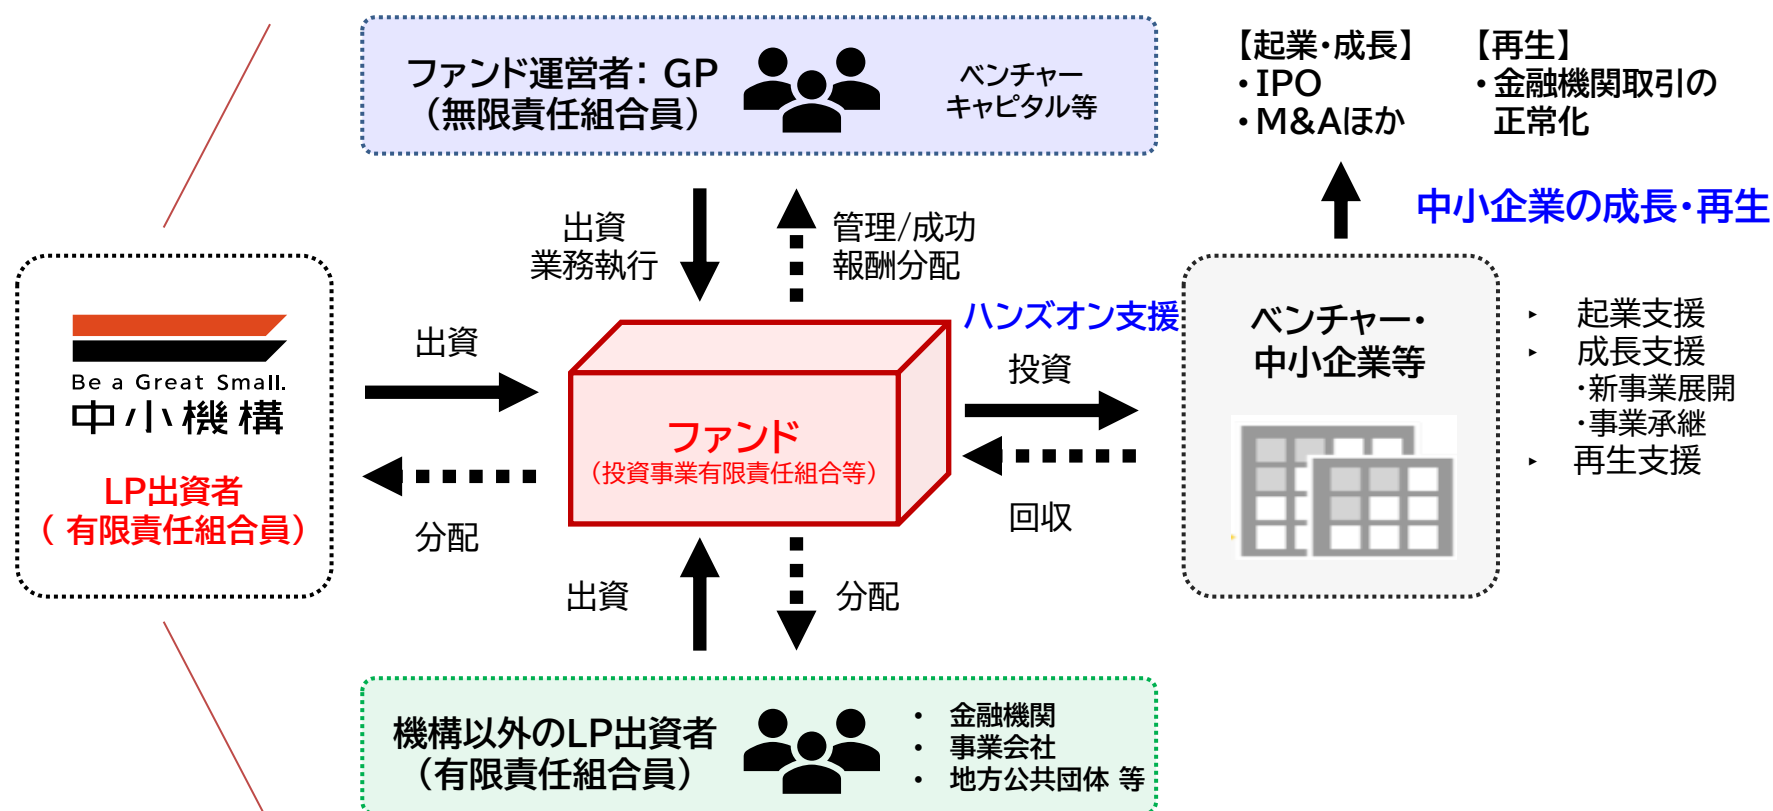 ファンド運営者： GP
（無限責任組合員）
ベンチャー
キャピタル等
【起業・成長】
・IPO
・M&Aほか
【再生】
・金融機関取引の
正常化
中小企業の成長・再生
出資
業務執行
管理/成功
報酬分配
Be a Great Small.
中小機構
LP出資者
（ 有限責任組合員）
出資
分配
ファンド
（投資事業有限責任組合等）
ハンズオン支援
投資
回収
ベンチャー・
中小企業等
▸ 起業支援
▸ 成長支援
・新事業展開
・事業承継
▸ 再生支援
出資
分配
機構以外のLP出資者
（有限責任組合員）
・ 金融機関
・ 事業会社
・ 地方公共団体 等